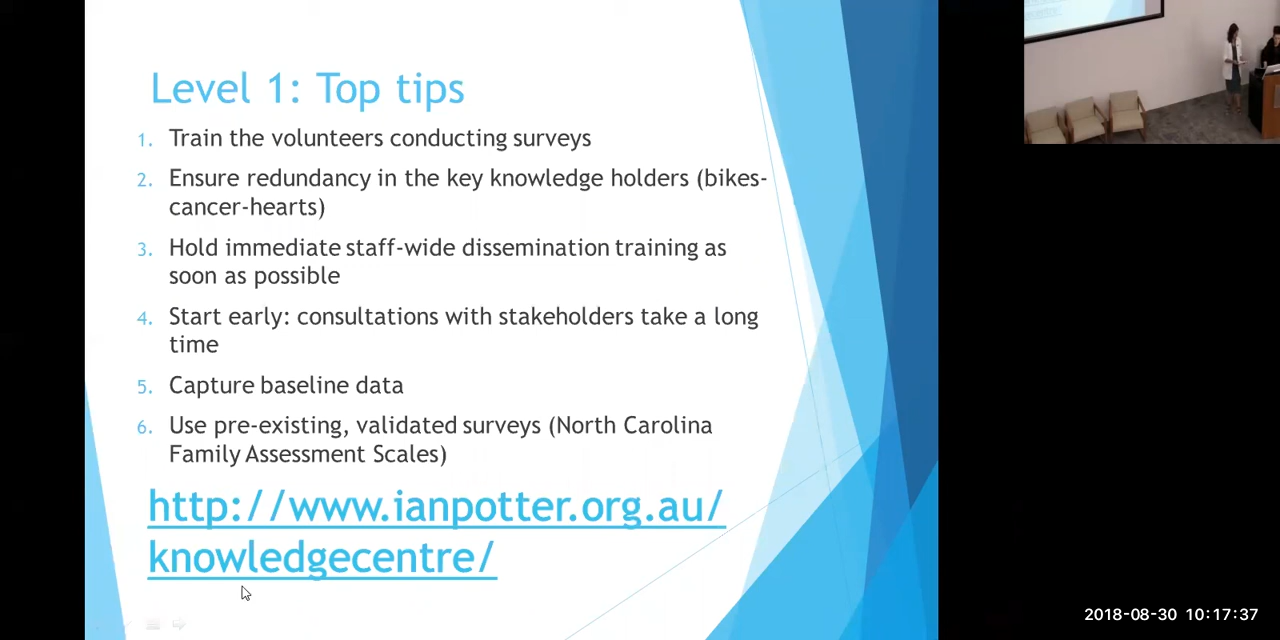 Level 1: Top tips
1. Train the volunteers conducting surveys
2. Ensure redundancy in the key knowledge holders (bikes-
cancer-hearts)
3. Hold immediate staff-wide dissemination training as
soon as possible
4. Start early: consultations with stakeholders take a long
time
5. Capture baseline data
6. Use pre-existing, validated surveys (North Carolina
Family Assessment Scales)
http://www.ianpotter.org.au/
knowledgecentre/
2018-08-30 10:17:37